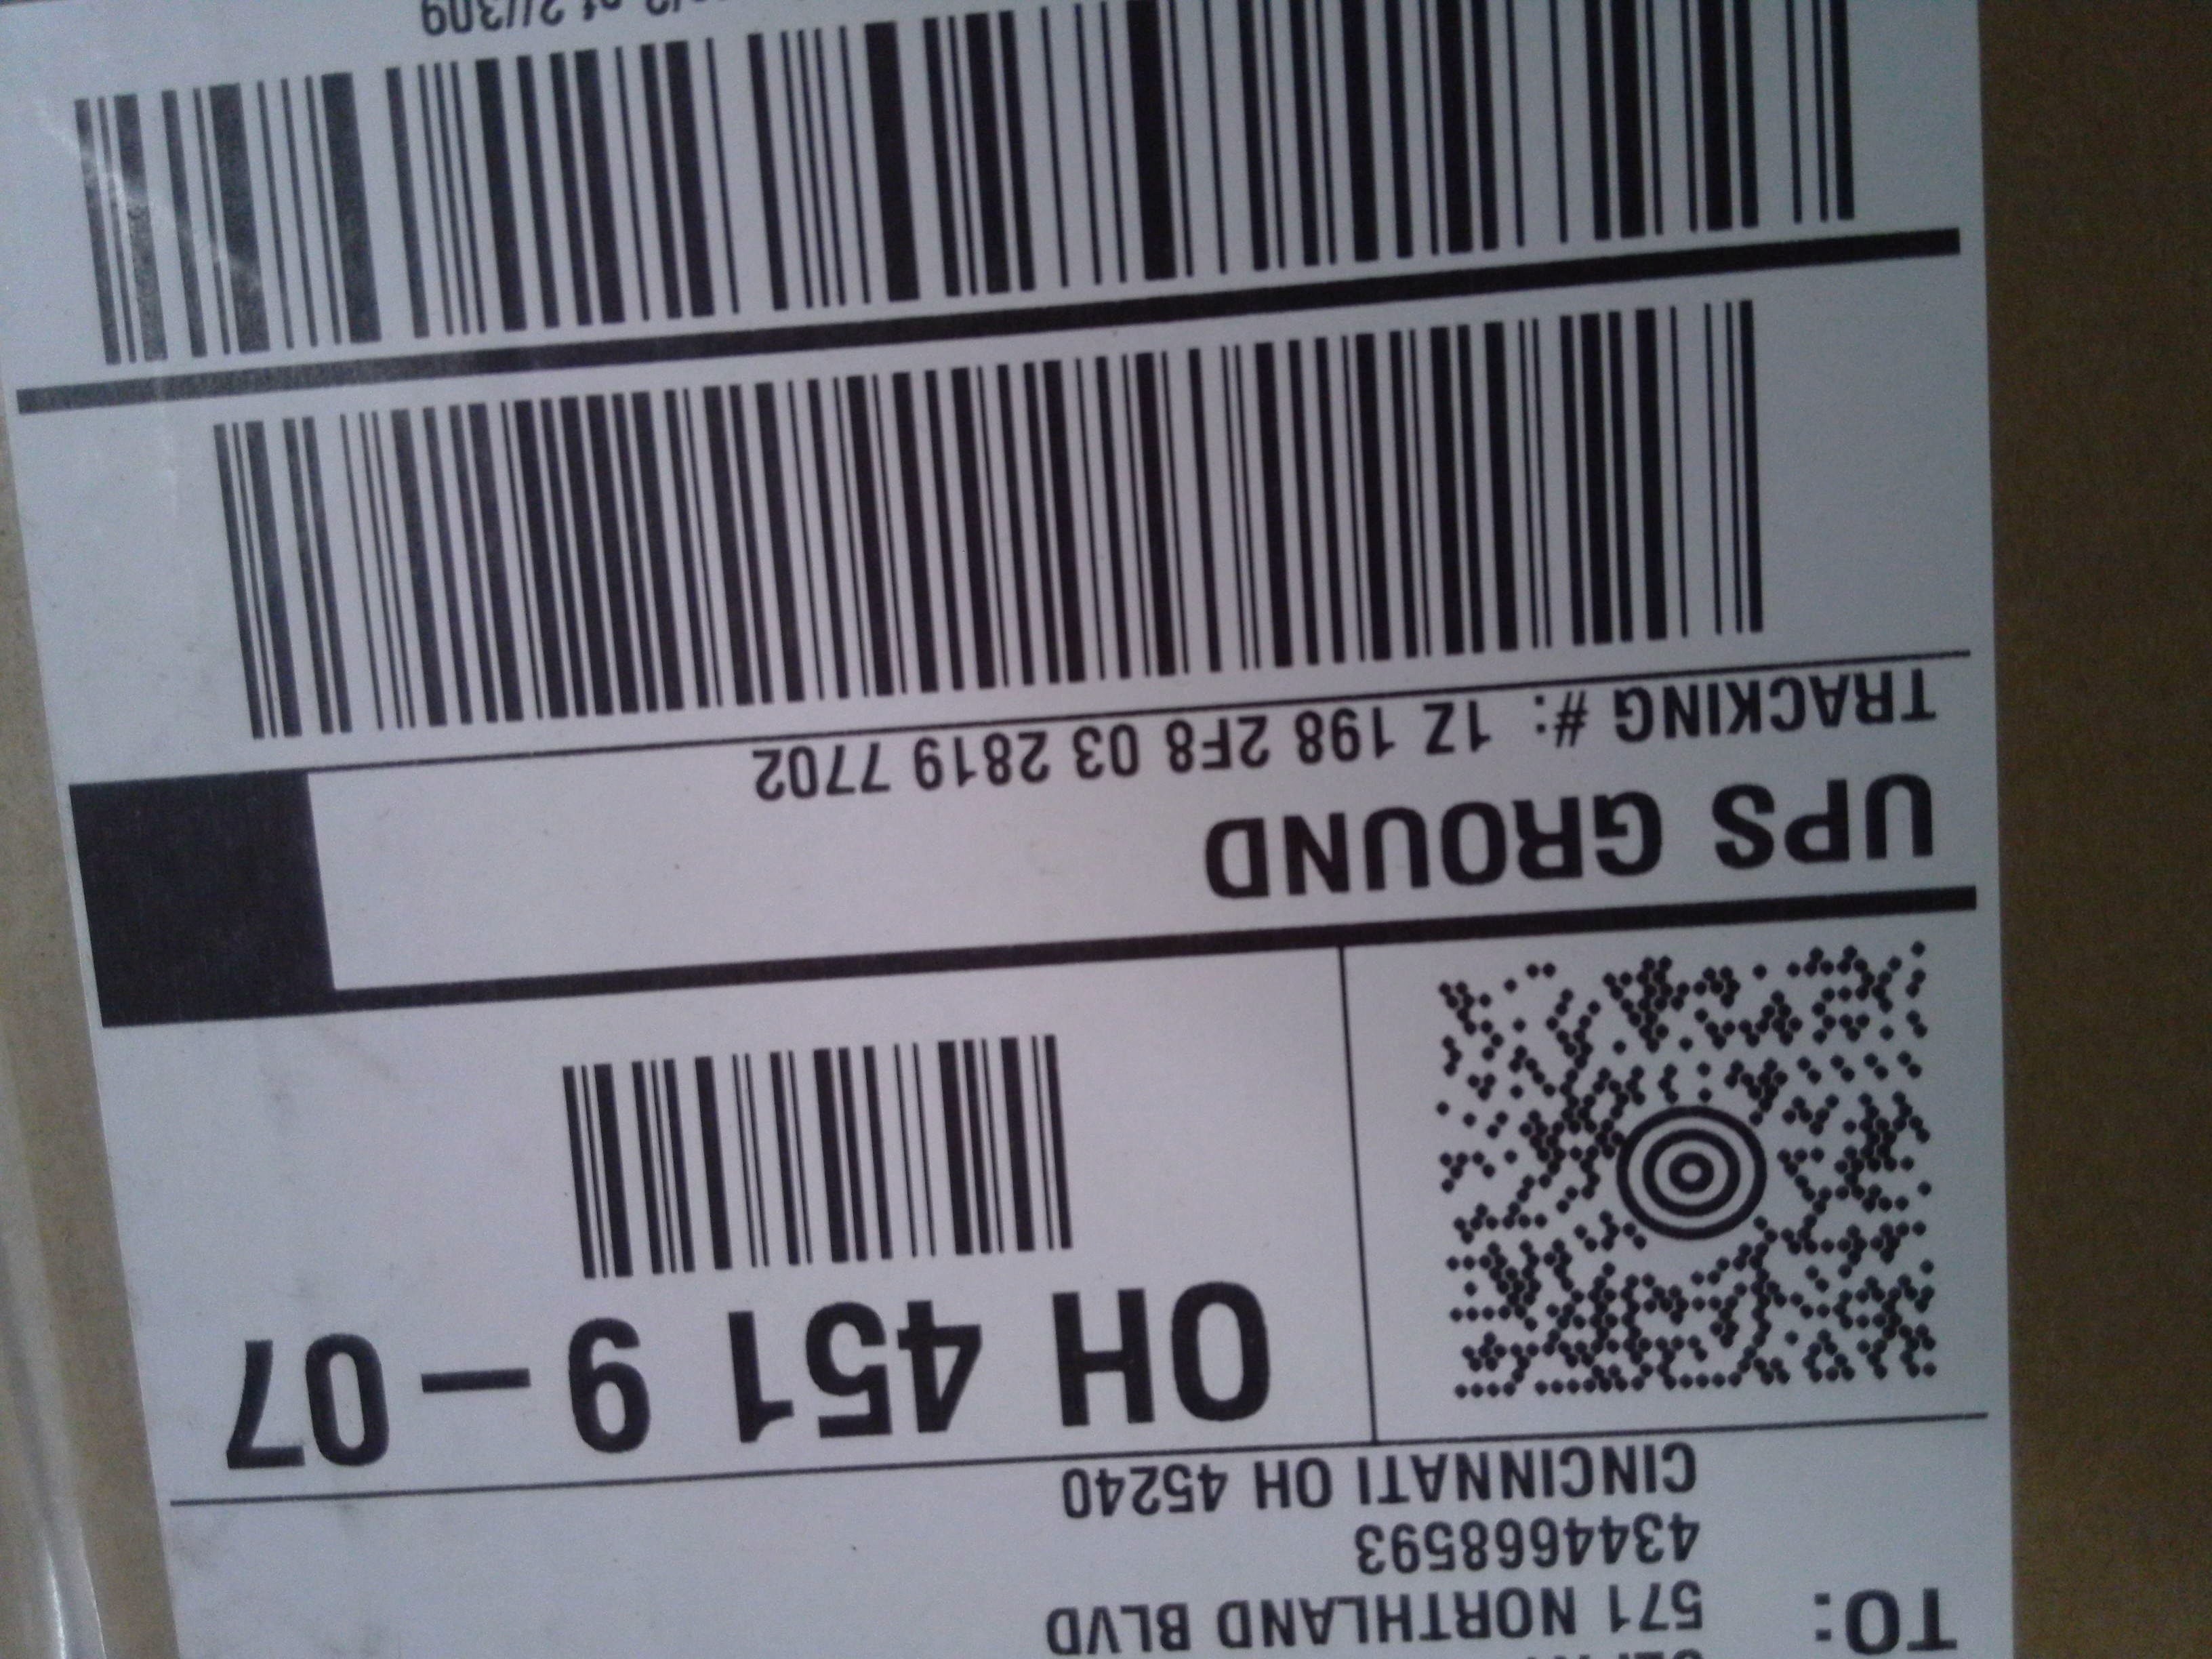 TO:
571 NORTHLAND BLVD
4344668593
CINCINNATI OH 45240
OH 451 9 – 07
UPS GROUND
TRACKING #: 1Z 198 2F8 03 2819 7702